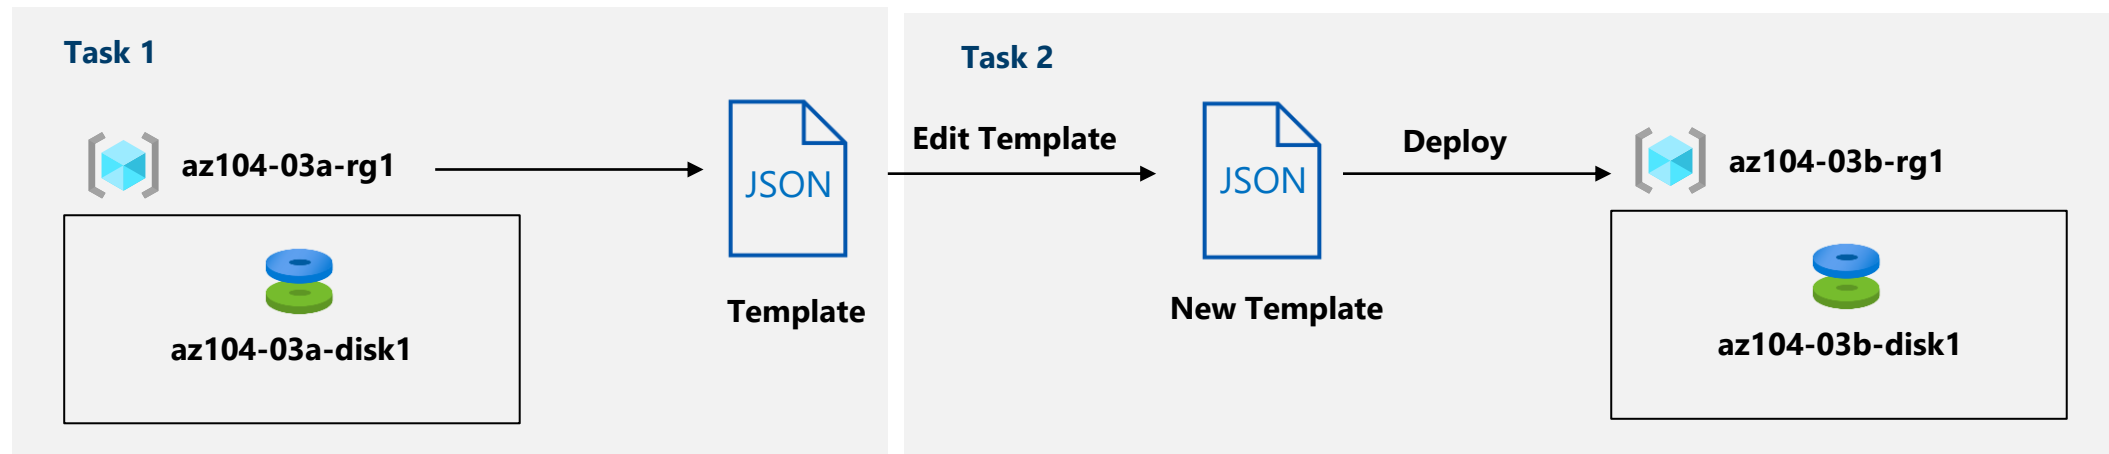 Task 1
az104-03a-rg1
JSON
Template
az104-03a-disk1
Task 2
Edit Template
JSON
New Template
Deploy
az104-03b-rg1
az104-03b-disk1